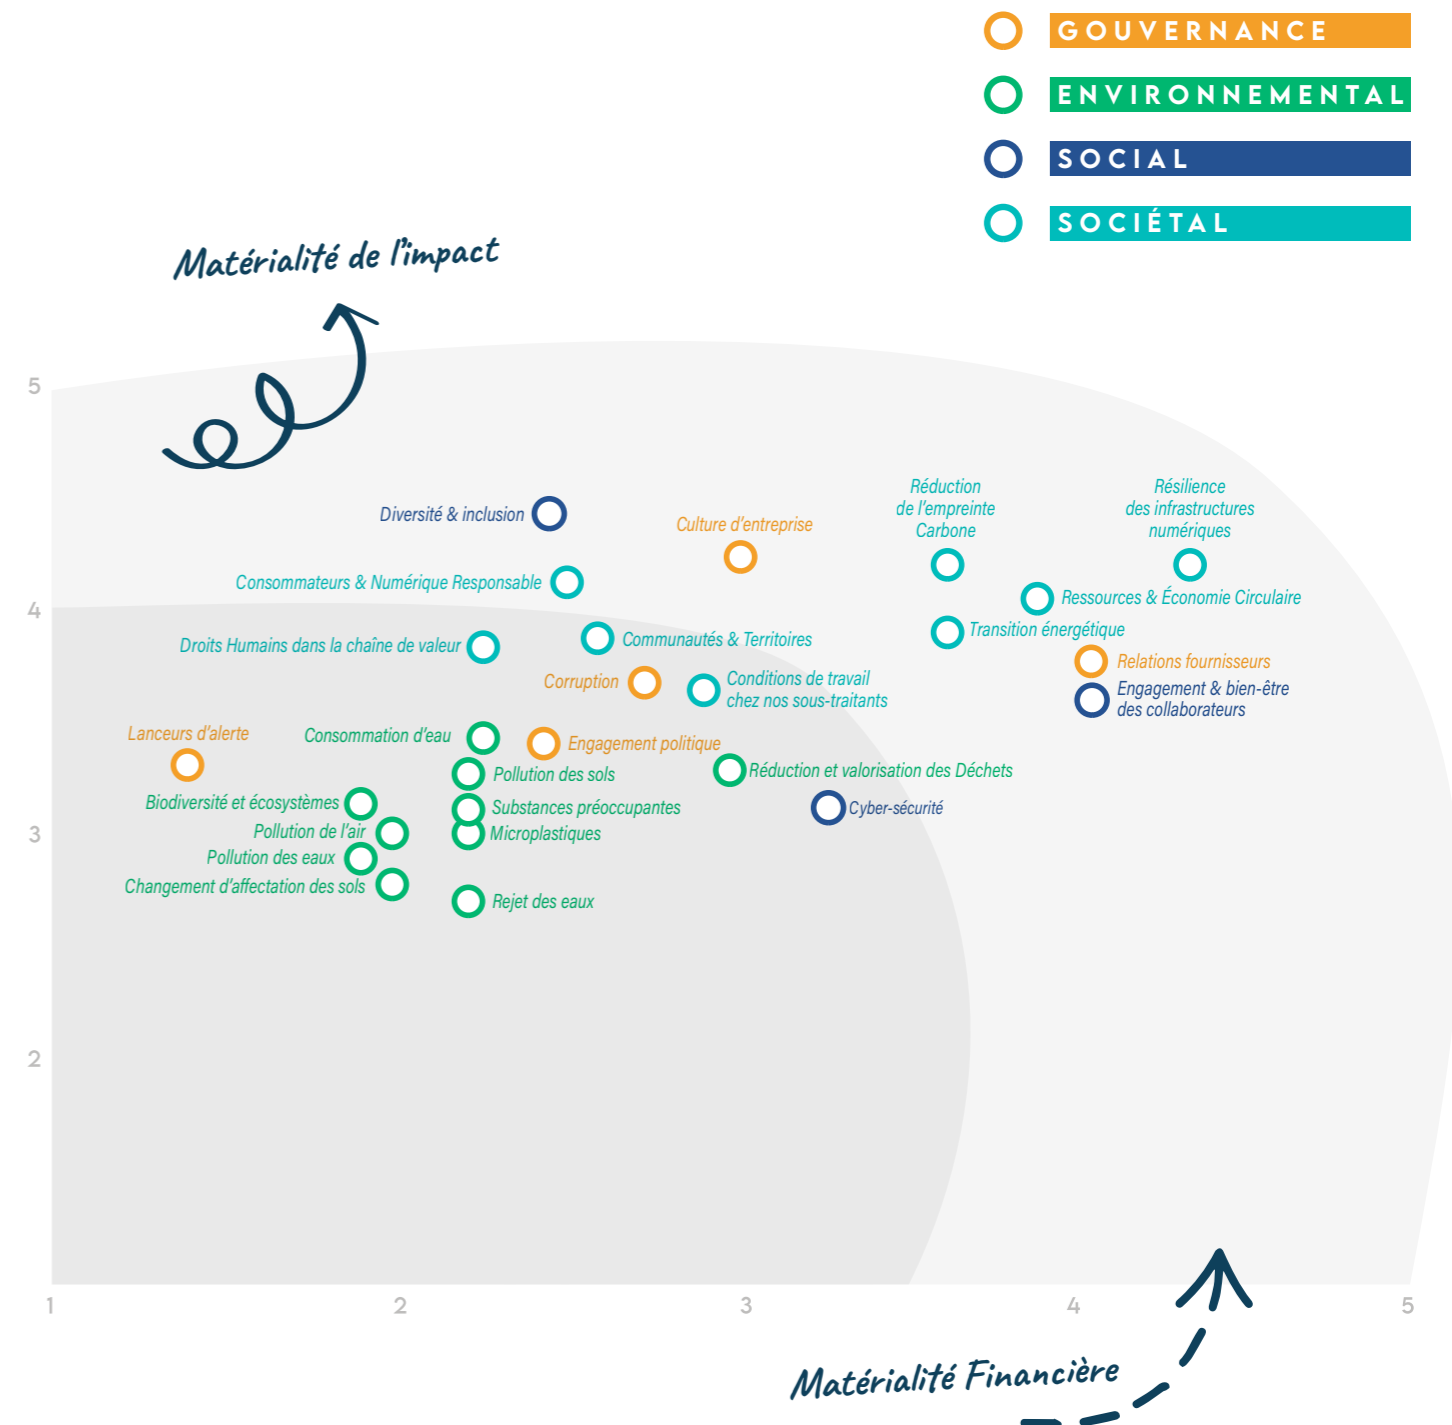 GOUVERNANCE
ENVIRONNEMENTAL
SOCIAL
SOCIÉTAL
Matérialité de l'impact
5
Réduction
de l'empreinte
Carbone
Résilience
des infrastructures
numériques
Diversité & inclusion
Culture d'entreprise
Consommateurs & Numérique Responsable
Ressources & Économie Circulaire
4
Transition énergétique
Droits Humains dans la chaîne de valeur
Communautés & Territoires
Relations fournisseurs
Corruption
Conditions de travail
chez nos sous-traitants
Engagement & bien-être
des collaborateurs
Lanceurs d'alerte
Consommation d'eau
Engagement politique
Pollution des sols
Réduction et valorisation des Déchets
Biodiversité et écosystèmes
Substances préoccupantes
Cyber-sécurité
3
Pollution de l'air
Microplastiques
Pollution des eaux
Changement d'affectation des sols
Rejet des eaux
2
1
2
3
4
5
Matérialité Financière